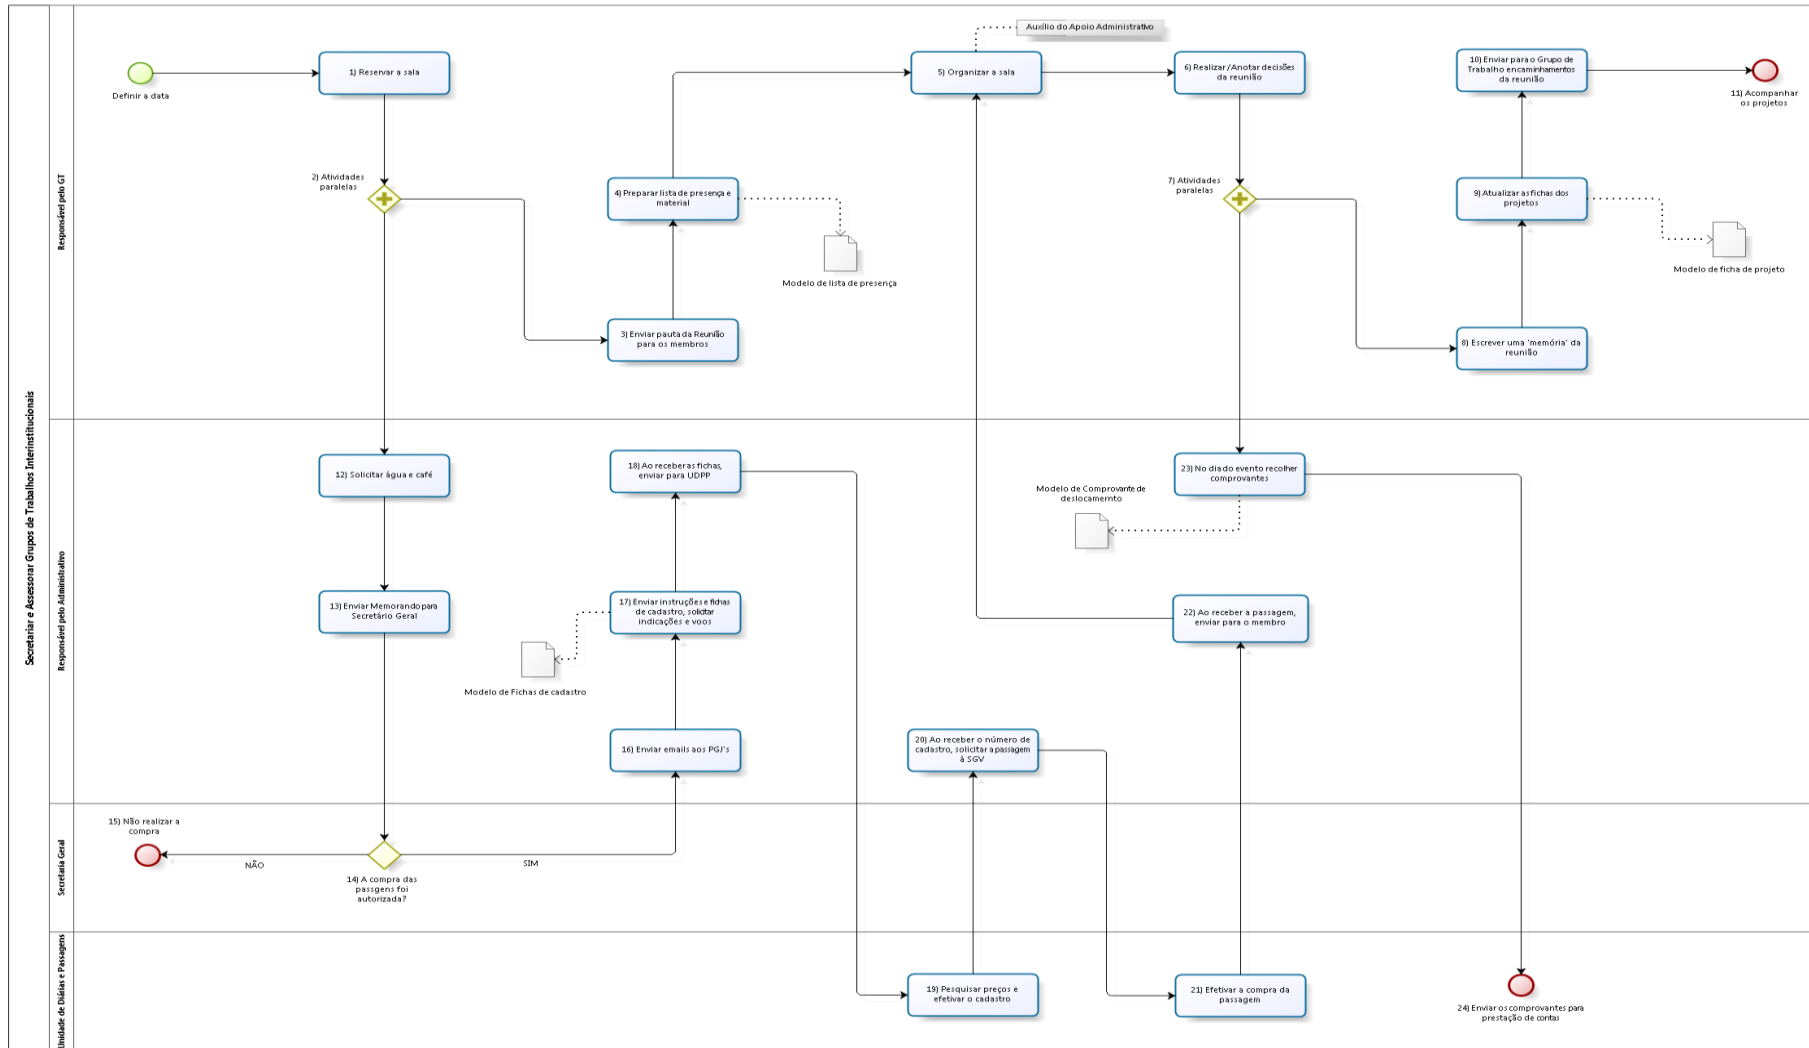 Secretariar e Assessorar Grupos de Trabalhos Interinstitucionais
Responsável pelo GT
Definir a data
1) Reservar a sala
2) Atividades
paralelas
3) Enviar pauta da Reunião
para os membros
4) Preparar lista de presença e
material
Modelo de lista de presença
Auxílio do Apoio Administrativo
5) Organizar a sala
6) Realizar/Anotar decisões
da reunião
7) Atividades
paralelas
8) Escrever uma 'memória' da
reunião
9) Atualizar as fichas dos
projetos
Modelo de ficha de projeto
10) Enviar para o Grupo de
Trabalho encaminhamentos
da reunião
11) Acompanhar
os projetos
Responsável pelo Administrativo
12) Solicitar água e café
13) Enviar Memorando para
Secretário Geral
16) Enviar emails aos PGJ's
17) Enviar instruções e fichas
de cadastro, solicitar
indicações e voos
Modelo de Fichas de cadastro
18) Ao receber as fichas,
enviar para UDPP
20) Ao receber o número de
cadastro, solicitar a passagem
à SGV
22) Ao receber a passagem,
enviar para o membro
23) No dia do evento recolher
comprovantes
Modelo de Comprovante de
deslocamernto
Secretaria Geral
14) A compra das
passgens foi
autorizada?
NÃO
SIM
15) Não realizar a
compra
Unidade de Diárias e Passagens
19) Pesquisar preços e
efetivar o cadastro
21) Efetivar a compra da
passagem
24) Enviar os comprovantes para
prestação de contas